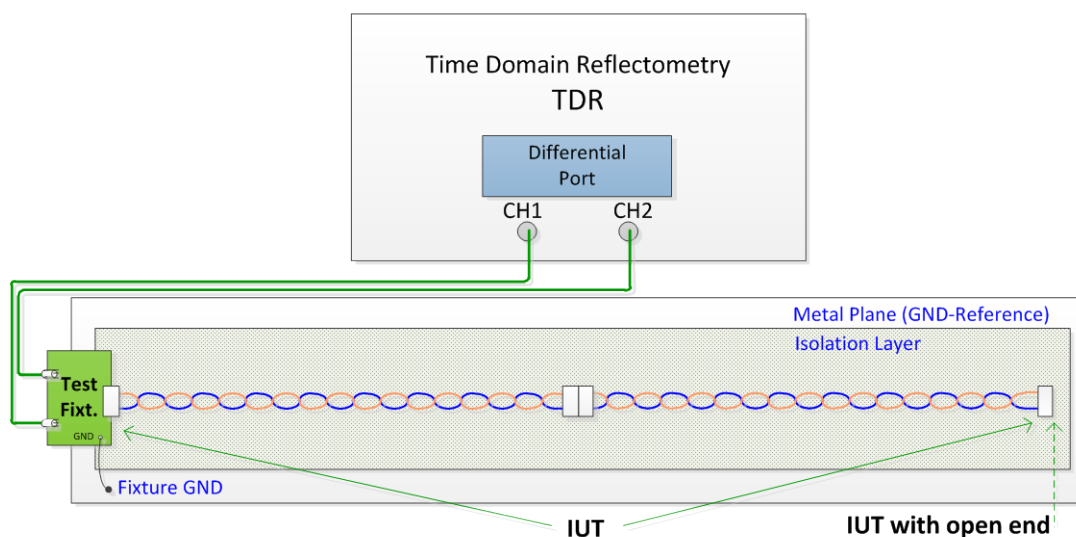 Time Domain Reflectometry
TDR
Differential
Port
CH1
CH2
Metal Plane (GND-Reference)
Isolation Layer
Test
Fixt.
GND
Fixture GND
IUT
IUT with open end